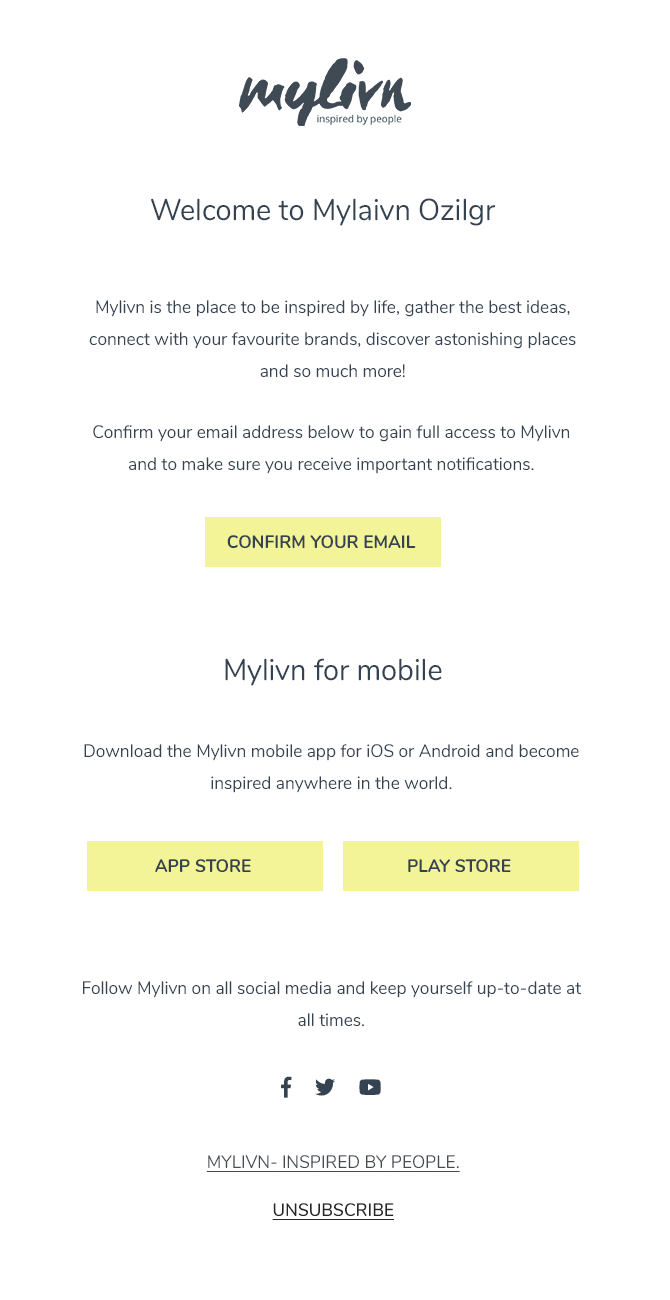 mylivn
inspired by people
Welcome to Mylaivn Ozilgr
Mylivn is the place to be inspired by life, gather the best ideas,
connect with your favourite brands, discover astonishing places
and so much more!
Confirm your email address below to gain full access to Mylivn
and to make sure you receive important notifications.
CONFIRM YOUR EMAIL
Mylivn for mobile
Download the Mylivn mobile app for iOS or Android and become
inspired anywhere in the world.
APP STORE
PLAY STORE
Follow Mylivn on all social media and keep yourself up-to-date at
all times.
MYLIVN- INSPIRED BY PEOPLE.
UNSUBSCRIBE